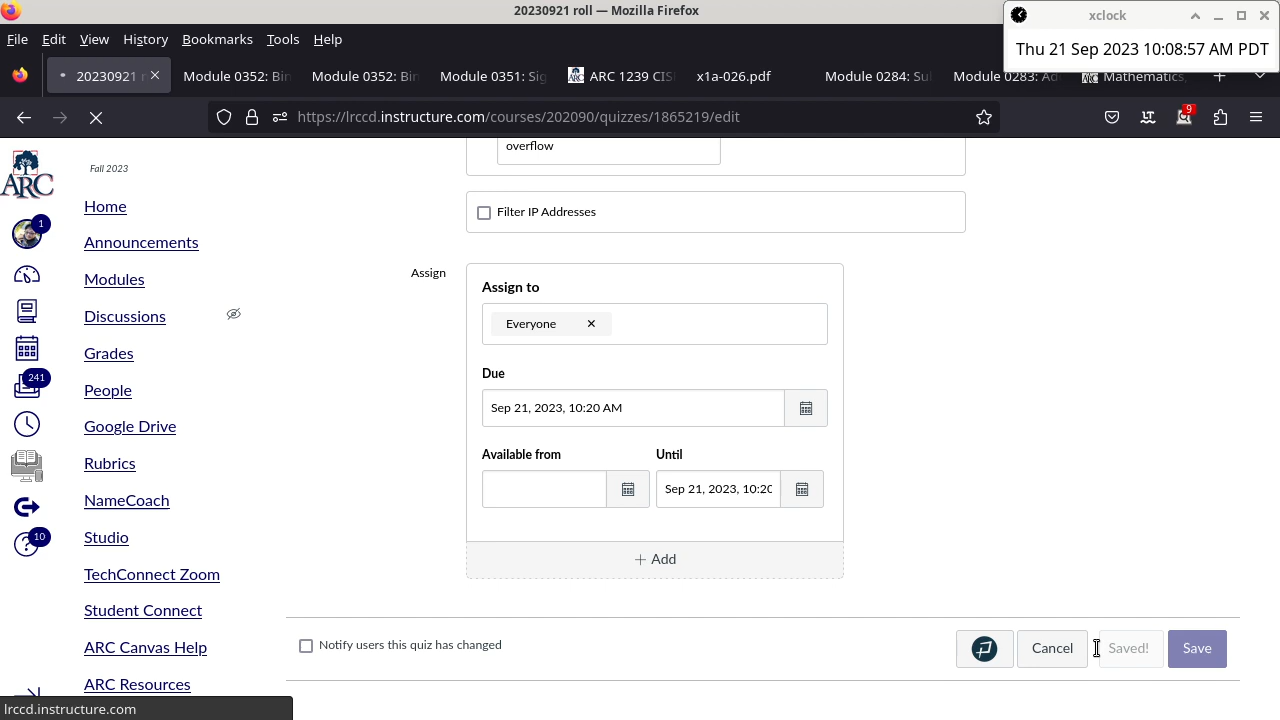 20230921 roll — Mozilla Firefox
xclock
Thu 21 Sep 2023 10:08:57 AM PDT
File Edit View History Bookmarks Tools Help
20230921 r
Module 0352: Bin
Module 0352: Bin
Module 0351: Sig
ARC 1239 CIS
x1a-026.pdf
Module 0284: Sul
Module 0283: Ad
Mathematics,
https://lrccd.instructure.com/courses/202090/quizzes/1865219/edit
9
ARC
Fall 2023
1
Home
Announcements
Modules
Discussions
Grades
241
People
Google Drive
Rubrics
NameCoach
10
Studio
TechConnect Zoom
Student Connect
ARC Canvas Help
ARC Resources
overflow
Filter IP Addresses
Assign
Assign to
Everyone
Due
Sep 21, 2023, 10:20 AM
Available from Until
Sep 21, 2023, 10:20
+ Add
Notify users this quiz has changed
Cancel Saved! Save
lrccd.instructure.com